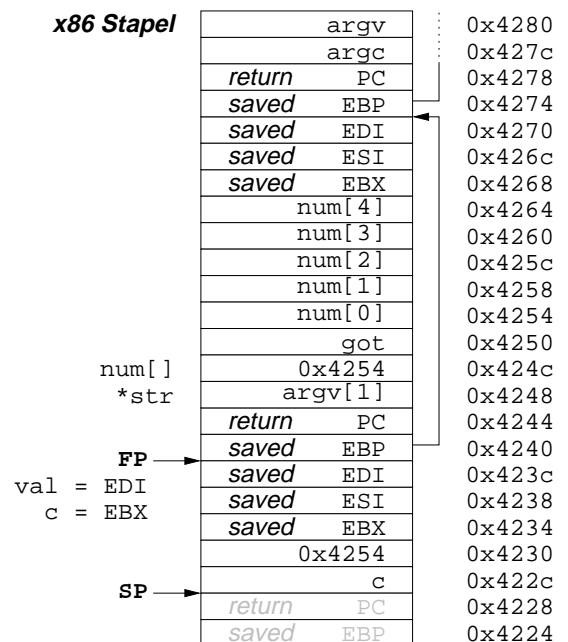 x86 Stapel argv 0x4280
argc 0x427c
return PC 0x4278
saved EBP 0x4274
saved EDI 0x4270
saved ESI 0x426c
saved EBX 0x4268
num[4] 0x4264
num[3] 0x4260
num[2] 0x425c
num[1] 0x4258
num[0] 0x4254
got 0x4250
num[] 0x4254 0x424c
*str argv[1] 0x4248
return PC 0x4244
saved EBP 0x4240
FP
saved EDI 0x423c
val = EDI
saved ESI 0x4238
c = EBX
saved EBX 0x4234
0x4254 0x4230
c 0x422c
SP
return PC 0x4228
saved EBP 0x4224